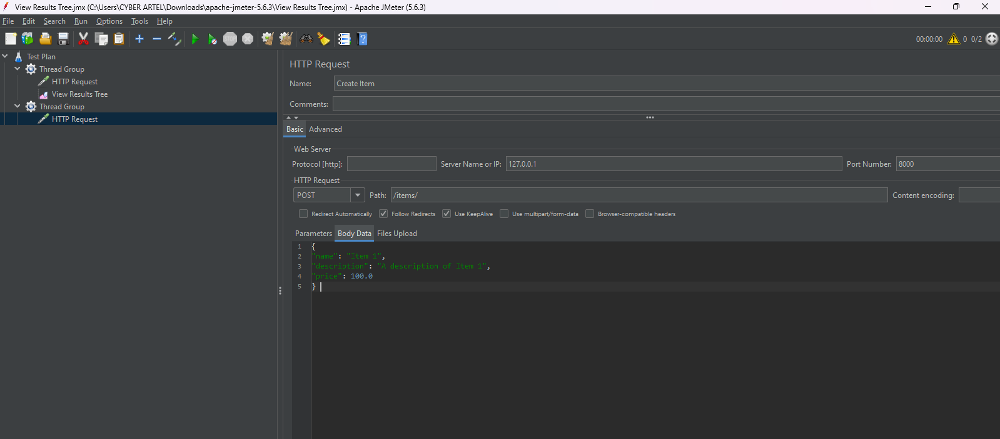 View Results Tree.jmx (C:\Users\CYBER ARTEL\Downloads\apache-jmeter-5.6.3\View Results Tree.jmx) - Apache JMeter (5.6.3)
File Edit Search Run Options Tools Help
00:00:00 0 0/2
Test Plan
Thread Group
HTTP Request
View Results Tree
Thread Group
HTTP Request
HTTP Request
Name: Create Item
Comments:
Basic Advanced
Web Server
Protocol [http]: Server Name or IP: 127.0.0.1 Port Number: 8000
HTTP Request
POST Path: /items/ Content encoding:
Redirect Automatically Follow Redirects Use KeepAlive Use multipart/form-data Browser-compatible headers
Parameters Body Data Files Upload
1 {
2 "name": "Item 1",
3 "description": "A description of Item 1",
4 "price": 100.0
5 }